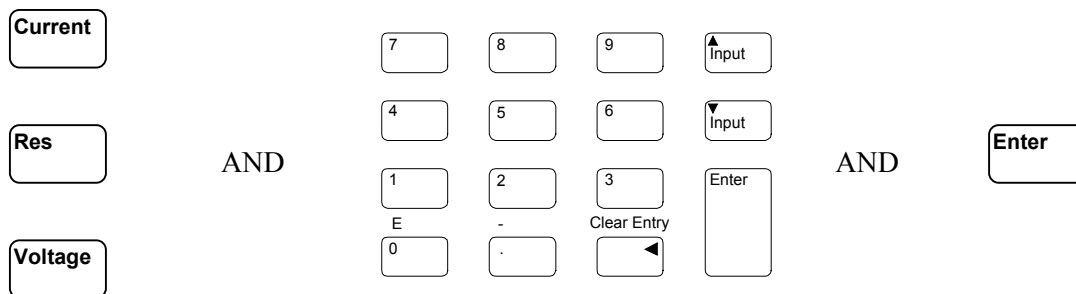 Current
7 8 9 Input
4 5 6 Input
Res AND AND Enter
1 2 3 Enter
E - Clear Entry
0 .
Voltage